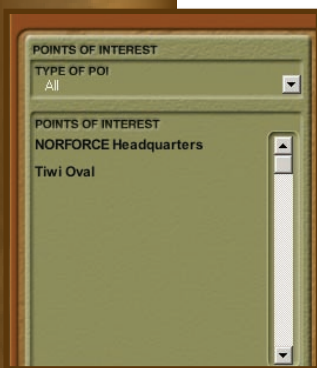 POINTS OF INTEREST
TYPE OF POI
All
POINTS OF INTEREST
NORFORCE Headquarters
Tiwi Oval